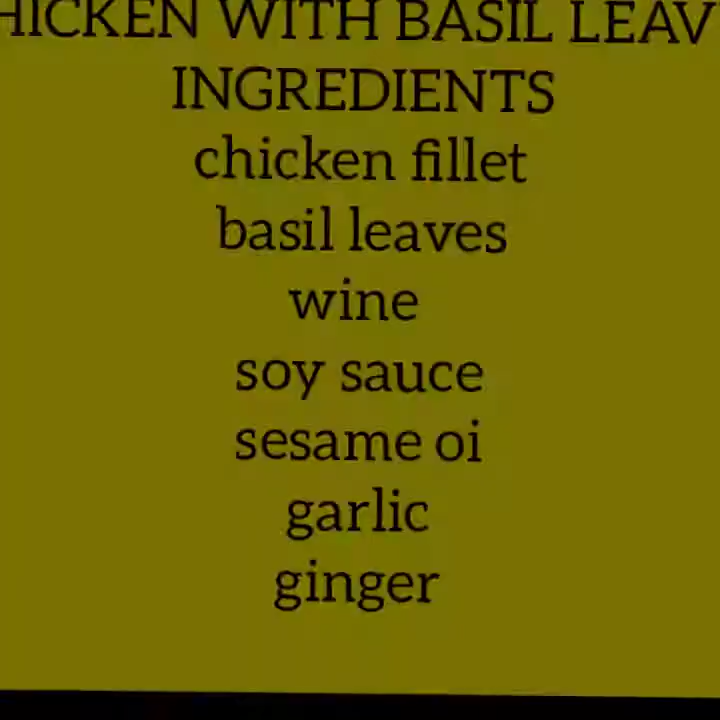 HICKEN WITH BASIL LEAV
INGREDIENTS
chicken fillet
basil leaves
wine
soy sauce
sesame oi
garlic
ginger